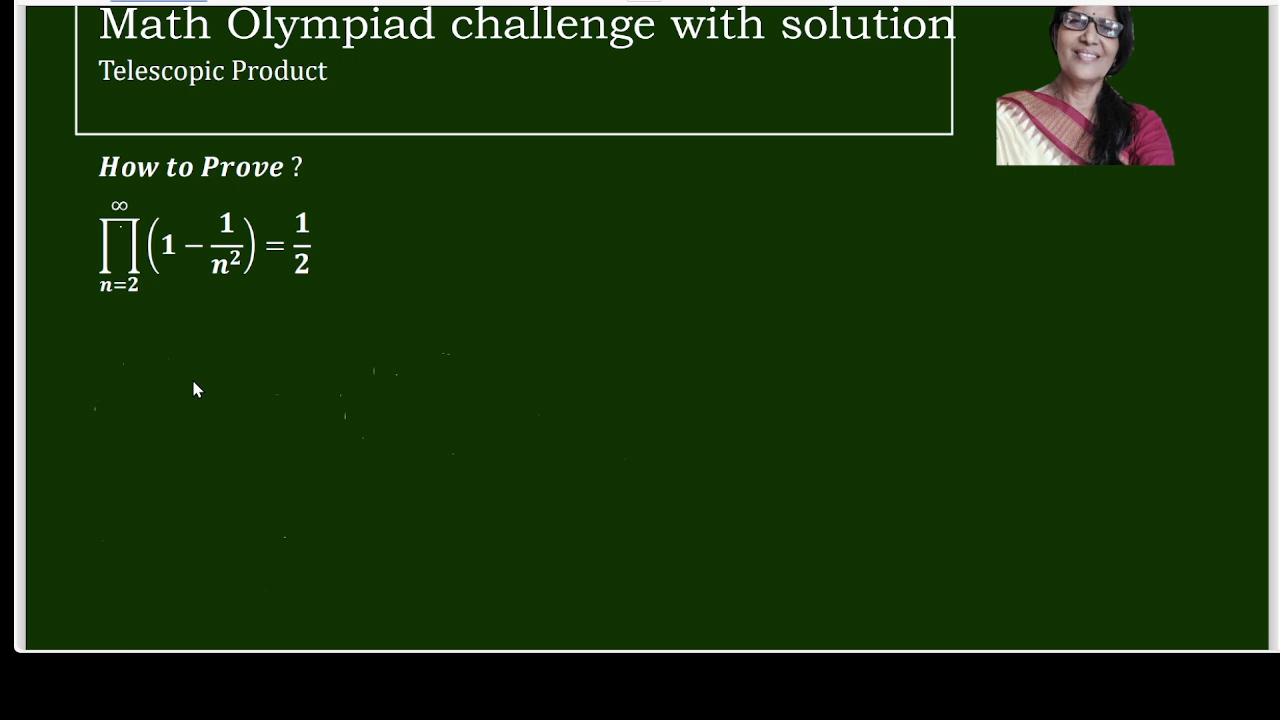 Math Olympiad challenge with solution
Telescopic Product
How to Prove ?
∏_{n=2}^{∞} (1 − 1/n²) = 1/2